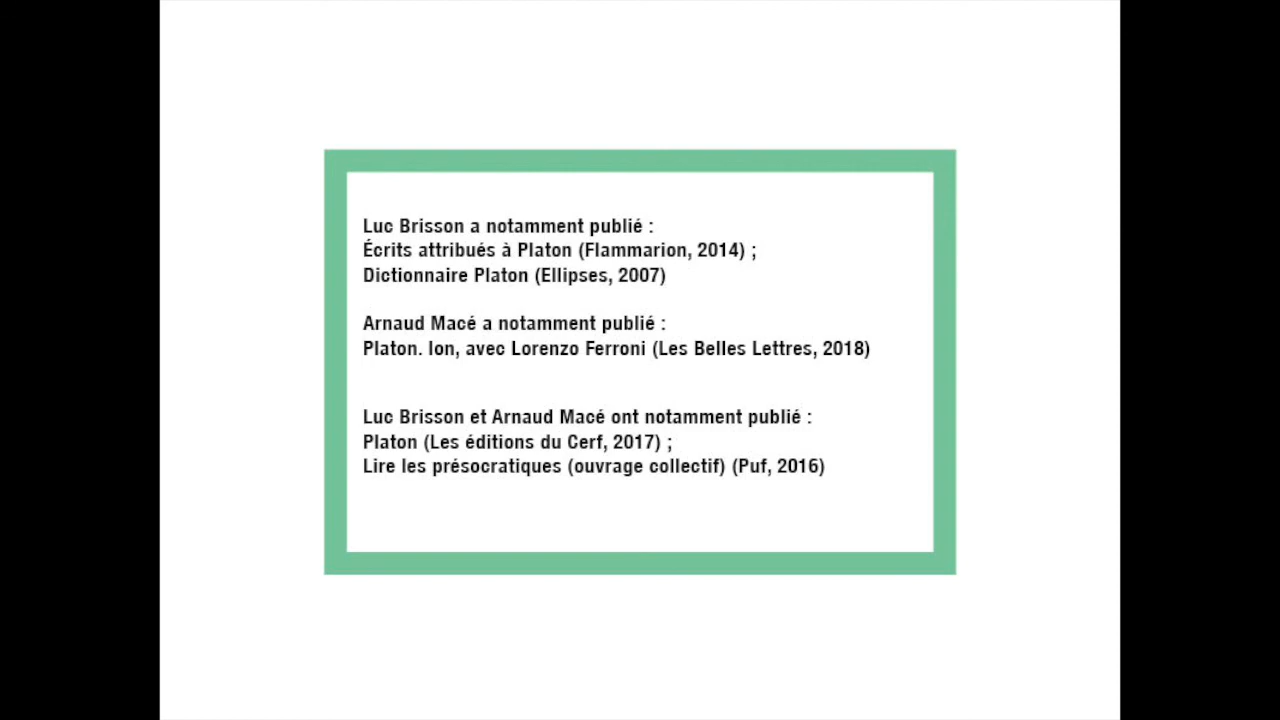 Luc Brisson a notamment publié :
Écrits attribués à Platon (Flammarion, 2014) ;
Dictionnaire Platon (Ellipses, 2007)
Arnaud Macé a notamment publié :
Platon. Ion, avec Lorenzo Ferroni (Les Belles Lettres, 2018)
Luc Brisson et Arnaud Macé ont notamment publié :
Platon (Les éditions du Cerf, 2017) ;
Lire les présocratiques (ouvrage collectif) (Puf, 2016)